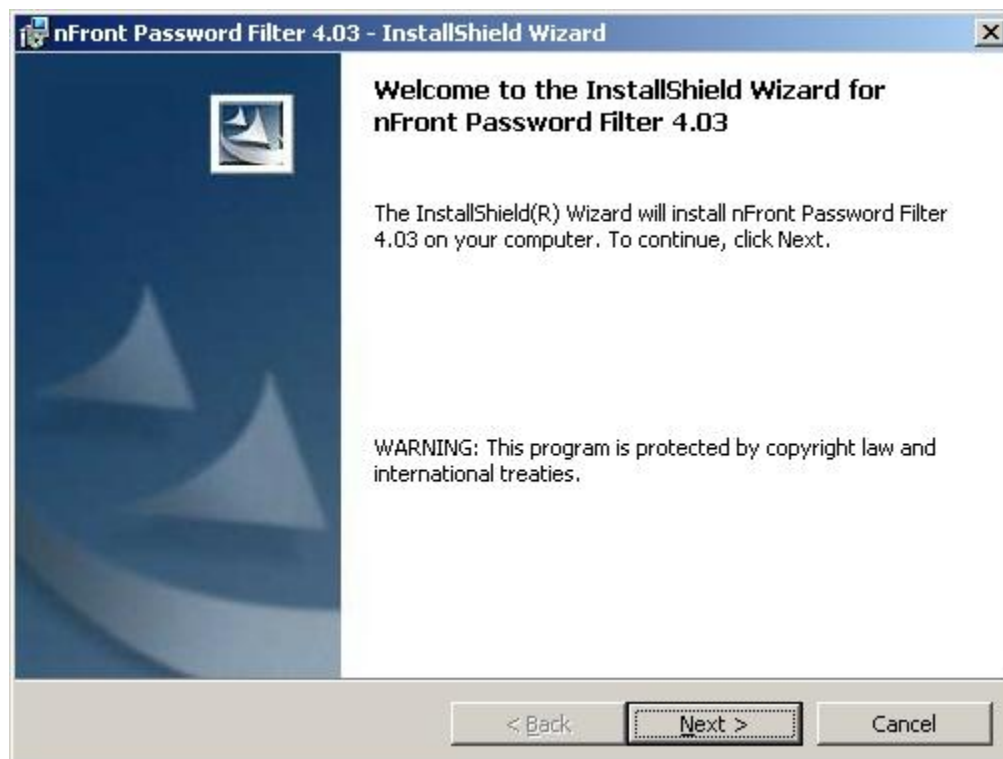 nFront Password Filter 4.03 - InstallShield Wizard
Welcome to the InstallShield Wizard for
nFront Password Filter 4.03
The InstallShield(R) Wizard will install nFront Password Filter
4.03 on your computer. To continue, click Next.
WARNING: This program is protected by copyright law and
international treaties.
< Back
Next >
Cancel